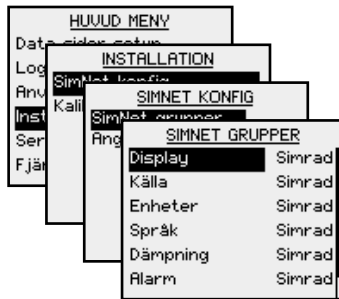 HUVUD MENY
Data sidor setup
Log
Anv
Inst
Ser
Fjär
INSTALLATION
SimNet konfig
Kali
SIMNET KONFIG
SimNet grupper
Ang
SIMNET GRUPPER
Display Simrad
Källa Simrad
Enheter Simrad
Språk Simrad
Dämpning Simrad
Alarm Simrad